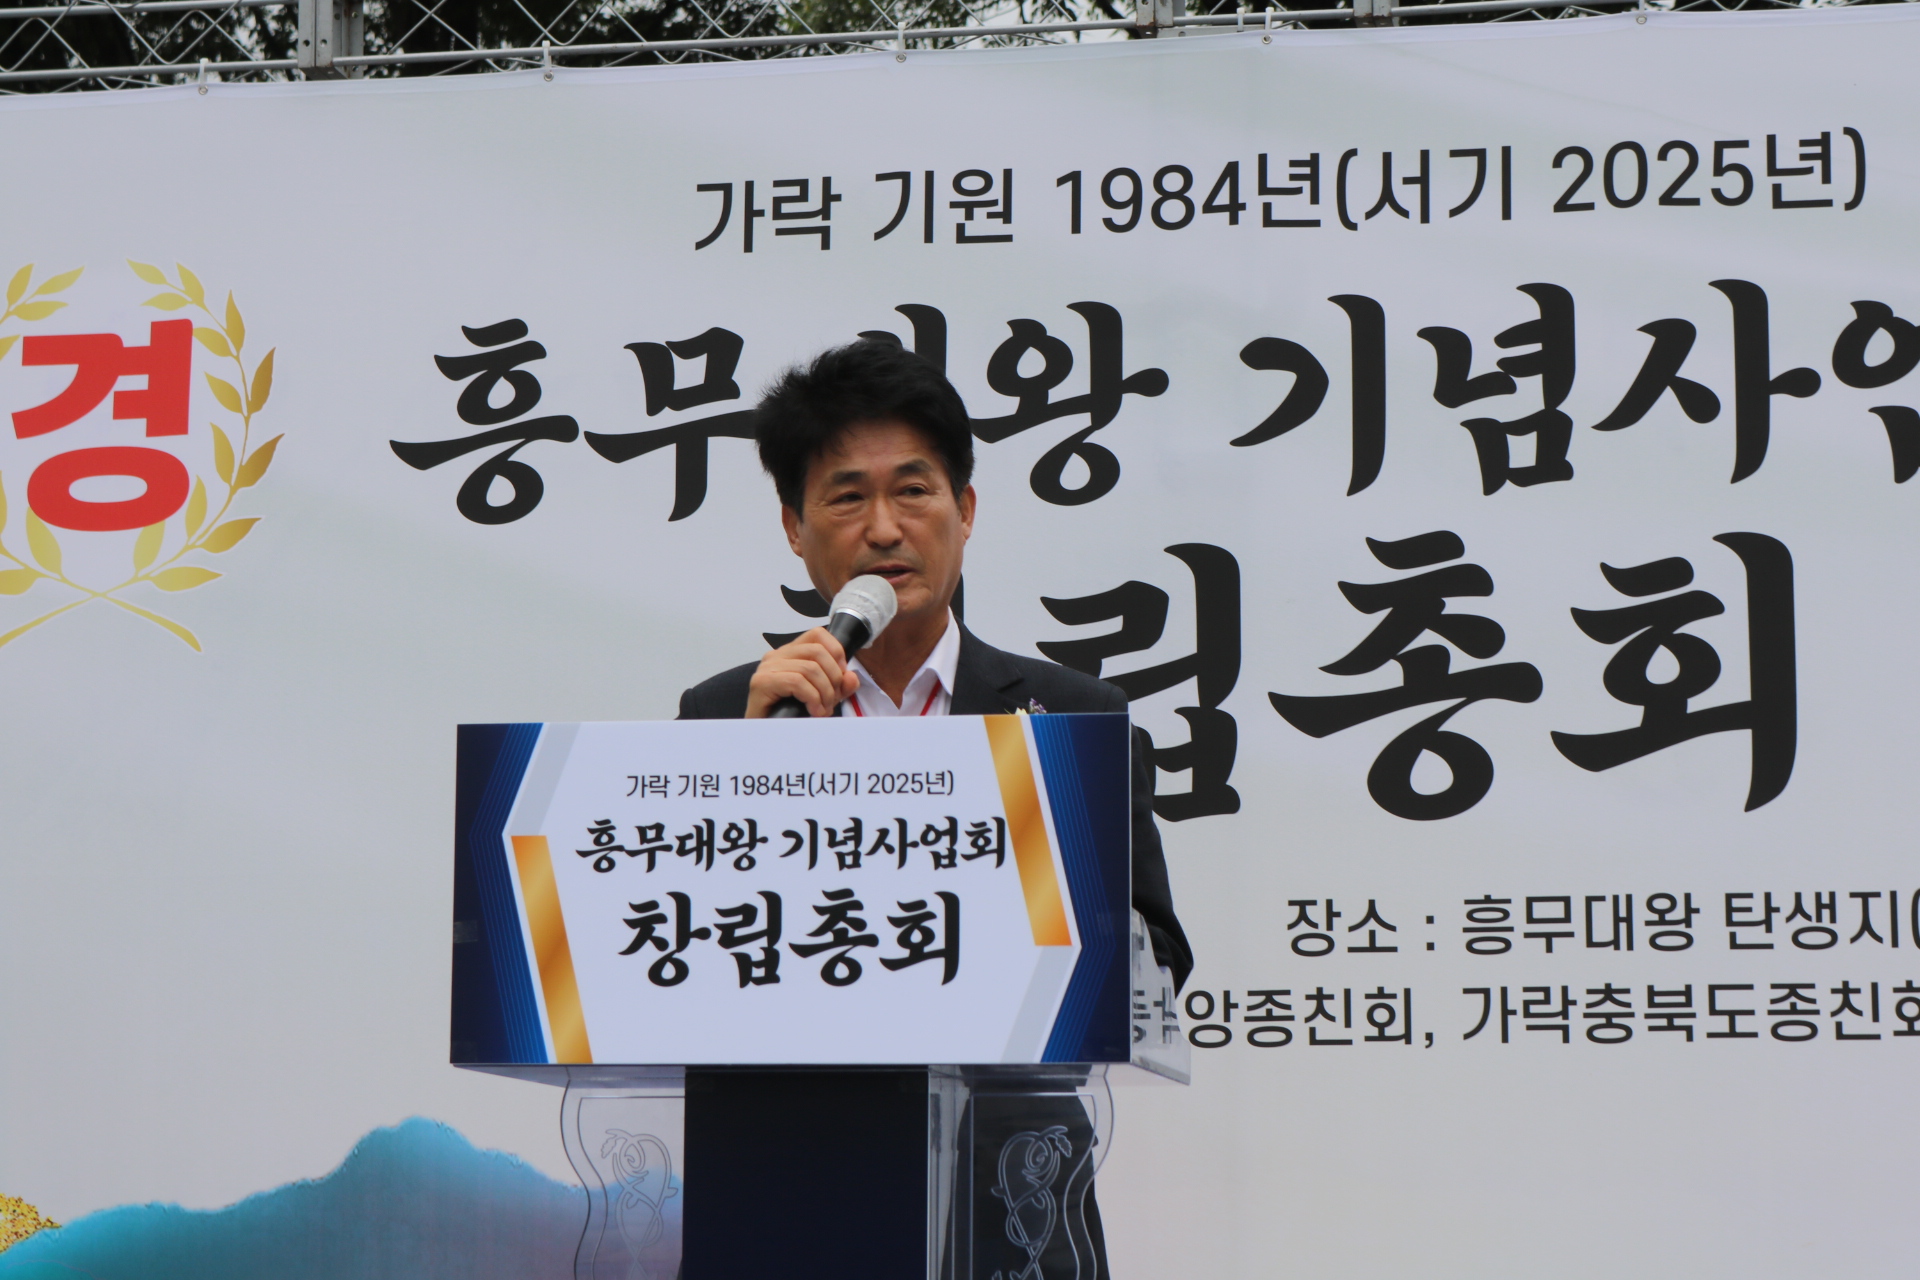 경
가락 기원 1984년(서기 2025년)
흥무대왕 기념사업
립총회
장소 : 흥무대왕 탄생지(
앙종친회, 가락충북도종친회
가락 기원 1984년(서기 2025년)
흥무대왕 기념사업회
창립총회